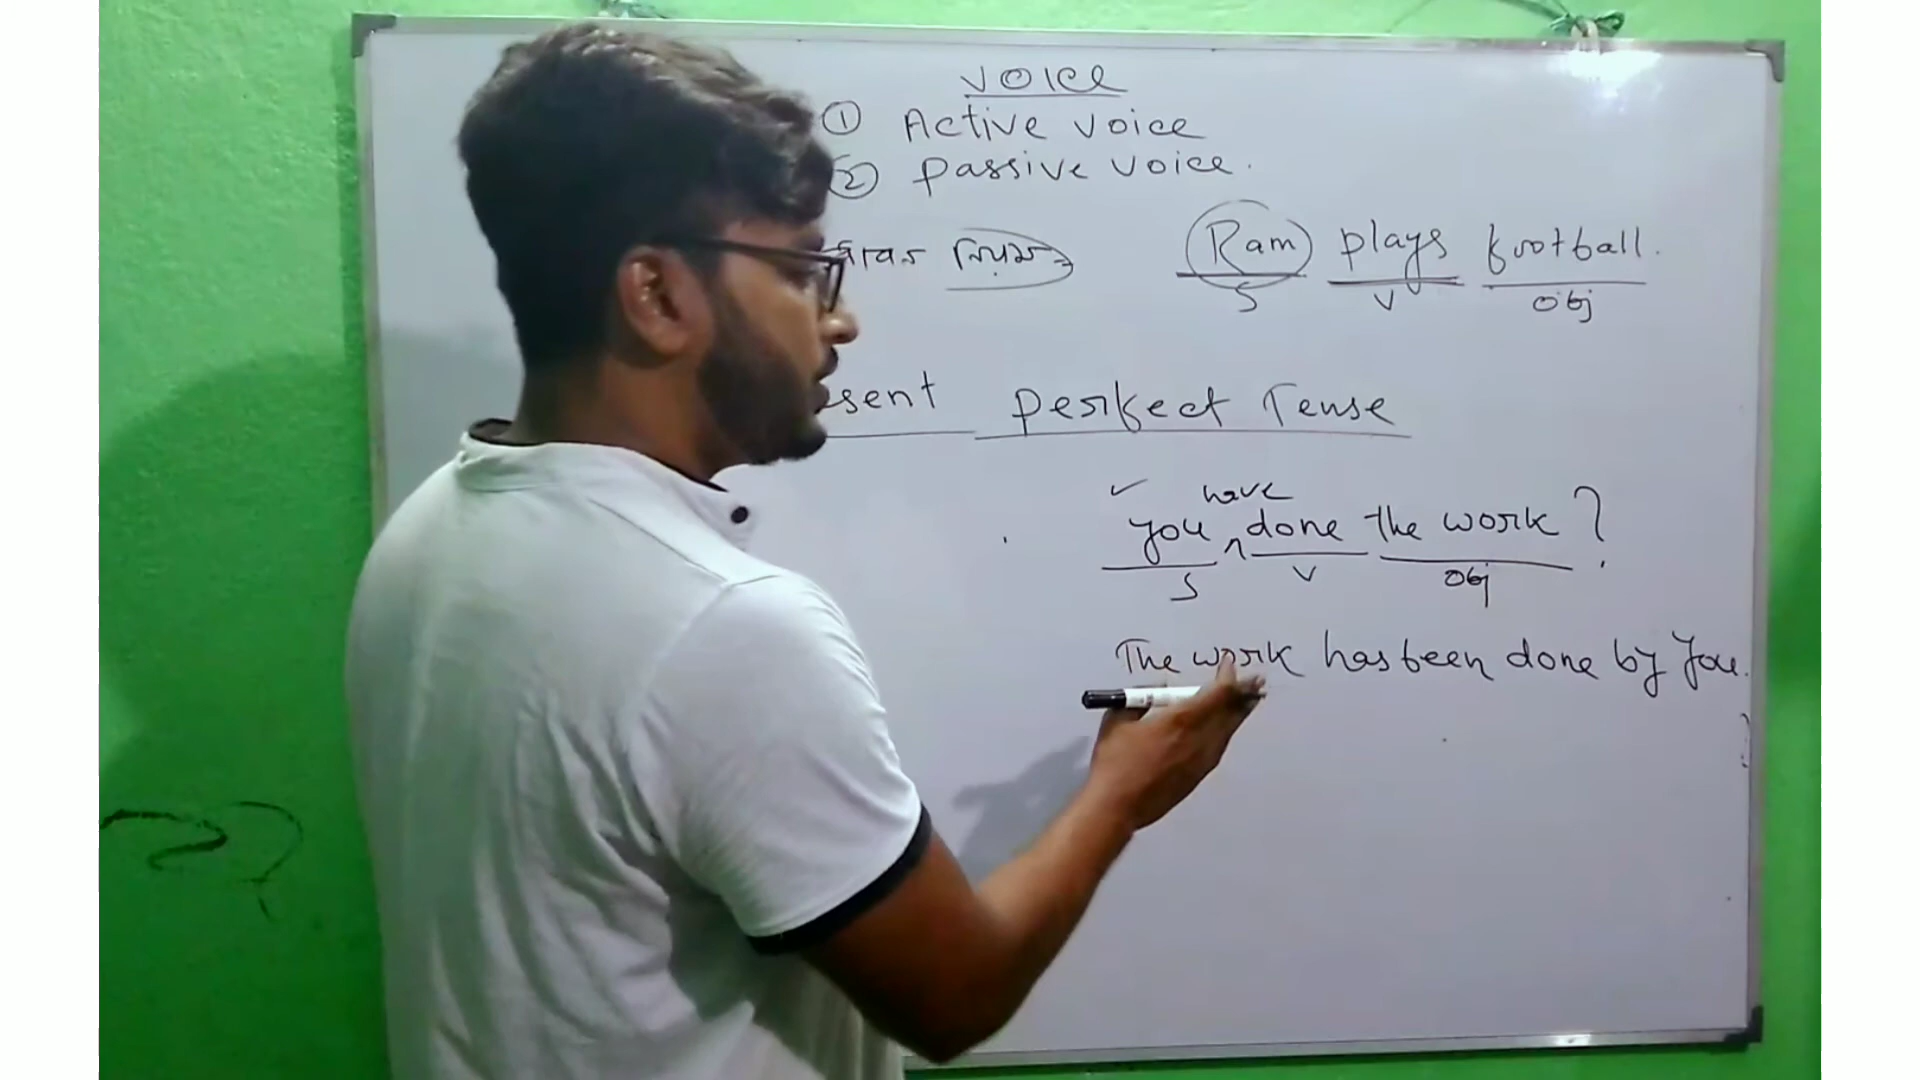 VOICE
① Active voice
② Passive voice.
Ram plays football.
S V obj
sent perfect Tense
✓ have
you ^ done the work ?
S V obj
The work has been done by you.
?